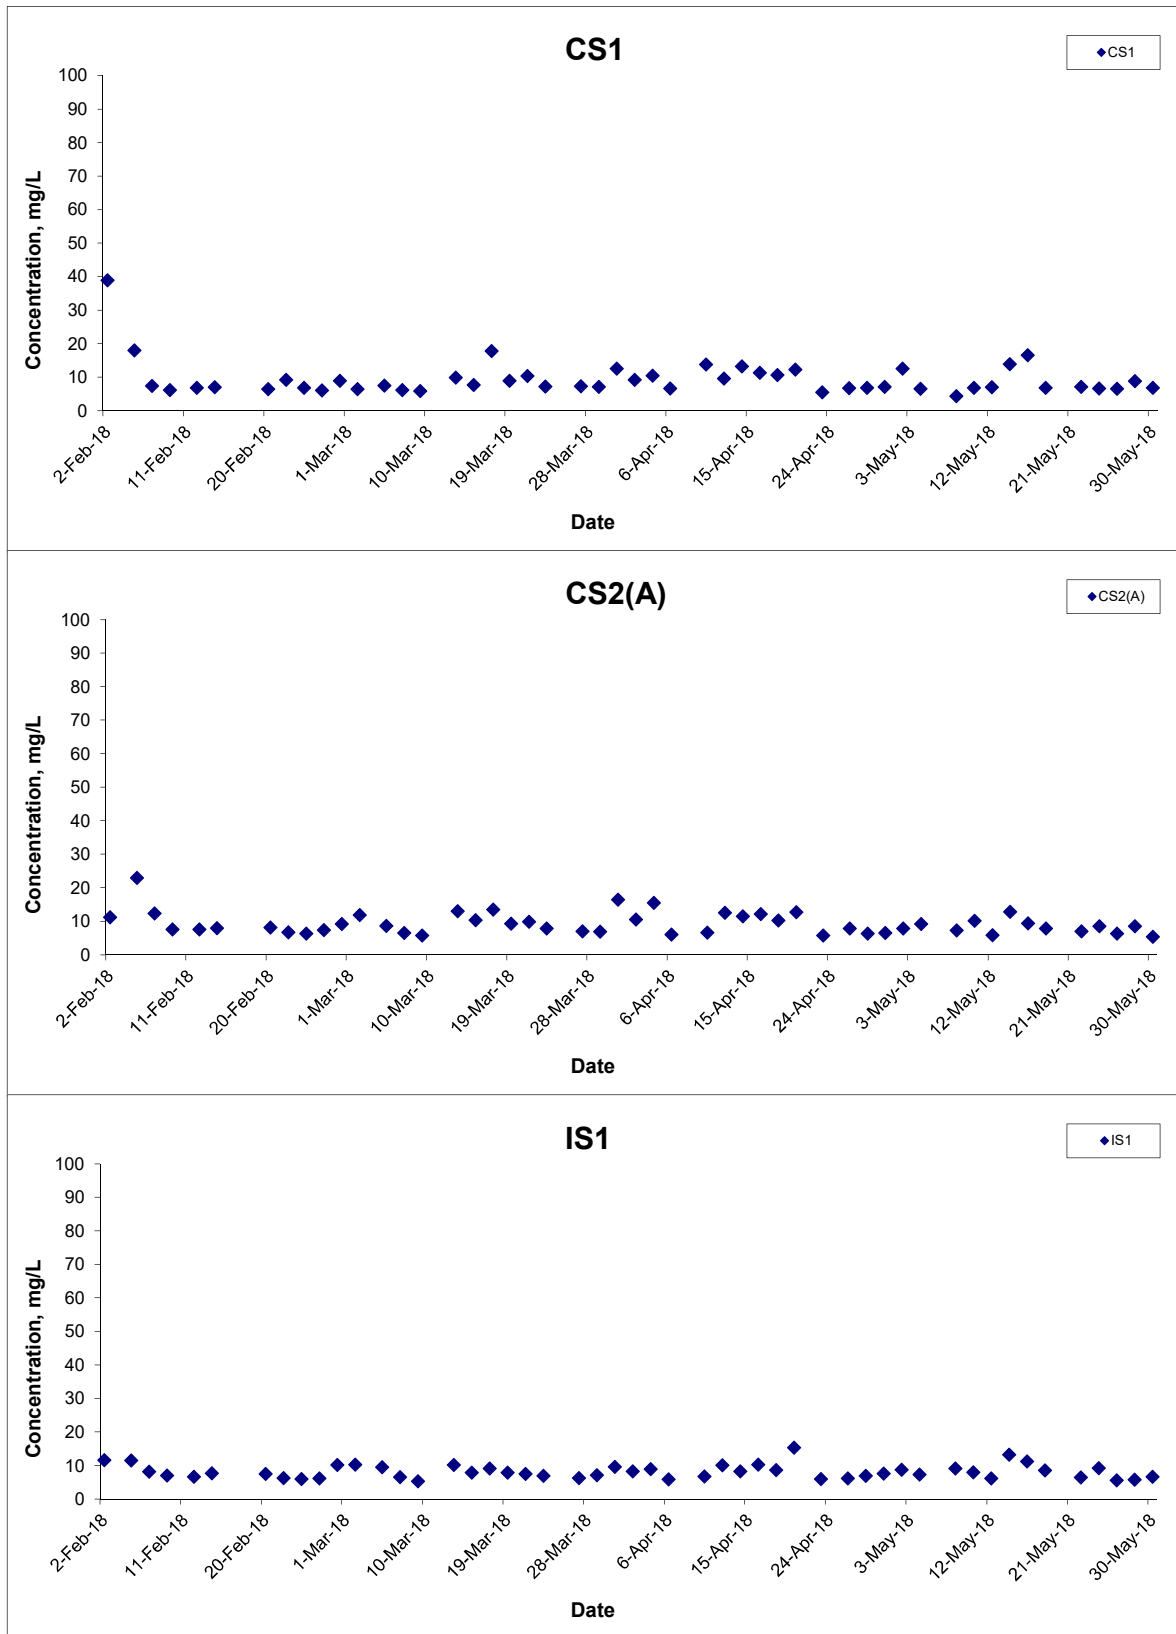 CS1
CS1
100
90
80
70
60
50
40
30
20
10
0
Concentration, mg/L
2-Feb-18 11-Feb-18 20-Feb-18 1-Mar-18 10-Mar-18 19-Mar-18 28-Mar-18 6-Apr-18 15-Apr-18 24-Apr-18 3-May-18 12-May-18 21-May-18 30-May-18
Date
CS2(A)
CS2(A)
100
90
80
70
60
50
40
30
20
10
0
Concentration, mg/L
2-Feb-18 11-Feb-18 20-Feb-18 1-Mar-18 10-Mar-18 19-Mar-18 28-Mar-18 6-Apr-18 15-Apr-18 24-Apr-18 3-May-18 12-May-18 21-May-18 30-May-18
Date
IS1
IS1
100
90
80
70
60
50
40
30
20
10
0
Concentration, mg/L
2-Feb-18 11-Feb-18 20-Feb-18 1-Mar-18 10-Mar-18 19-Mar-18 28-Mar-18 6-Apr-18 15-Apr-18 24-Apr-18 3-May-18 12-May-18 21-May-18 30-May-18
Date